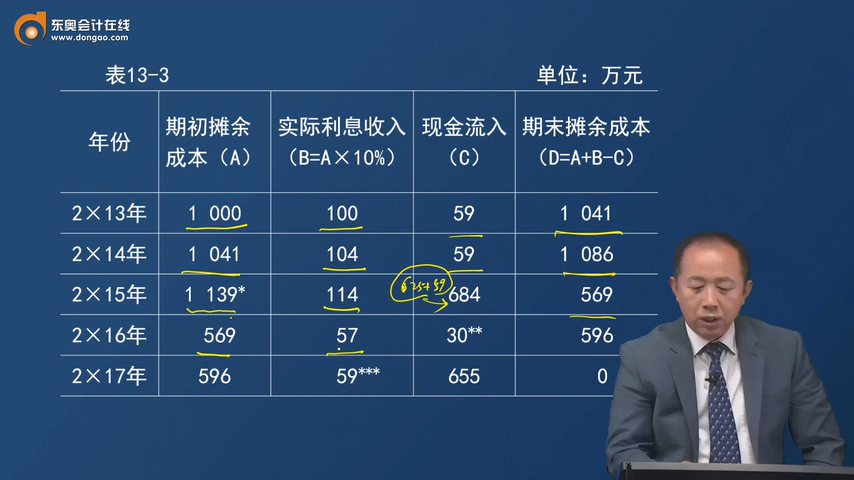 东奥会计在线
www.dongao.com
表13-3 单位：万元
年份 期初摊余成本（A） 实际利息收入（B=A×10%） 现金流入（C） 期末摊余成本（D=A+B-C）
2×13年 1 000 100 59 1 041
2×14年 1 041 104 59 1 086
625+59
2×15年 1 139* 114 684 569
2×16年 569 57 30** 596
2×17年 596 59*** 655 0